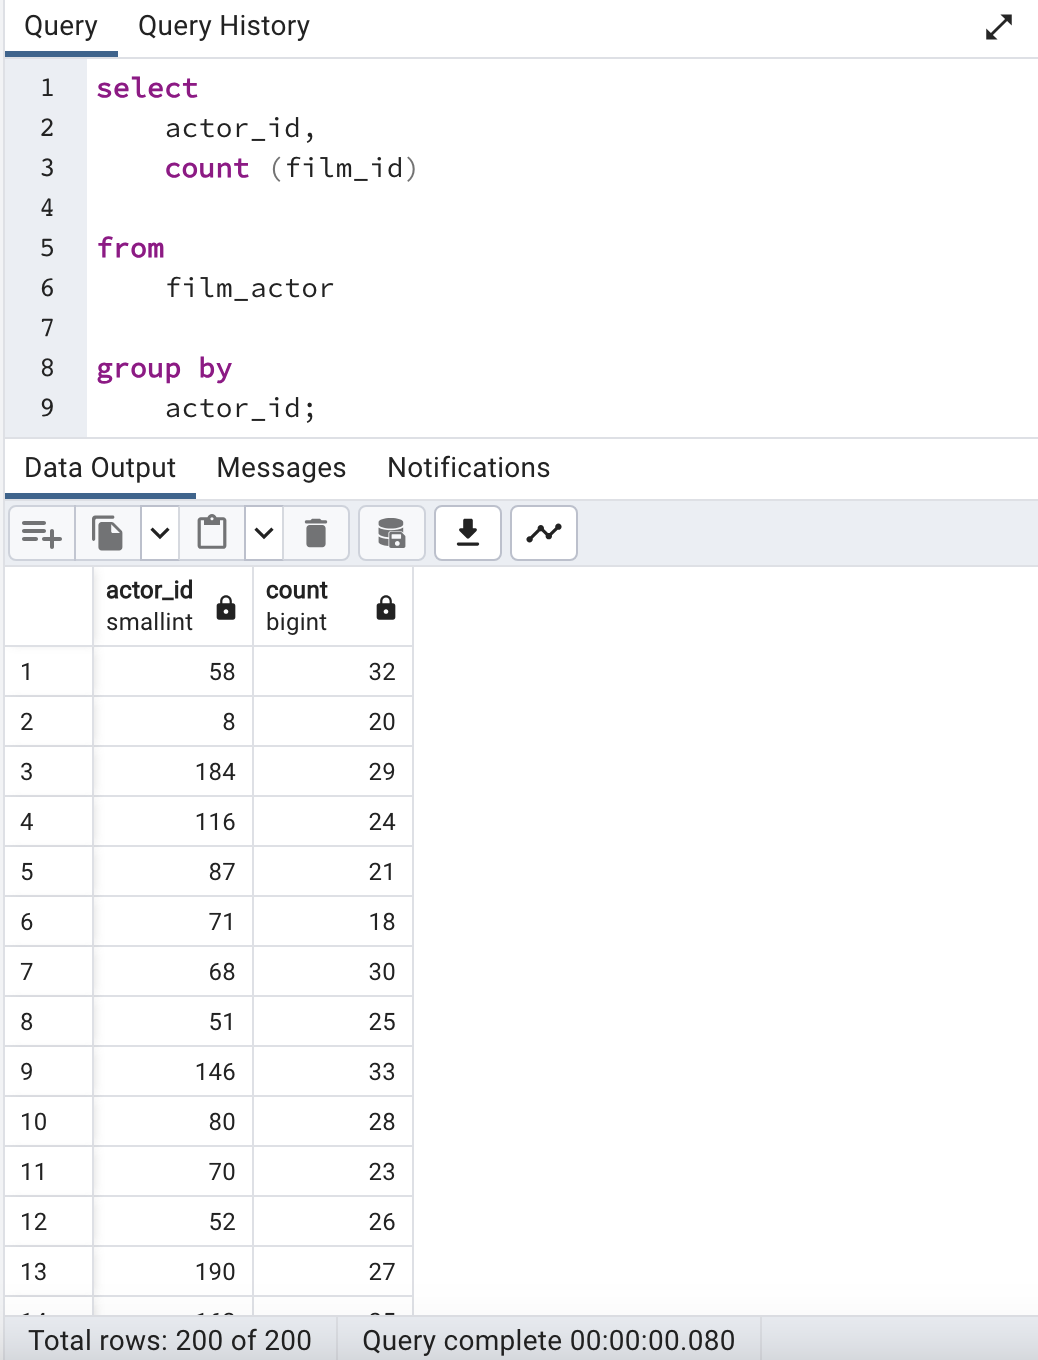 Query Query History
1 select
2 actor_id,
3 count (film_id)
4
5 from
6 film_actor
7
8 group by
9 actor_id;
Data Output Messages Notifications
actor_id count
smallint bigint
1 58 32
2 8 20
3 184 29
4 116 24
5 87 21
6 71 18
7 68 30
8 51 25
9 146 33
10 80 28
11 70 23
12 52 26
13 190 27
Total rows: 200 of 200 Query complete 00:00:00.080